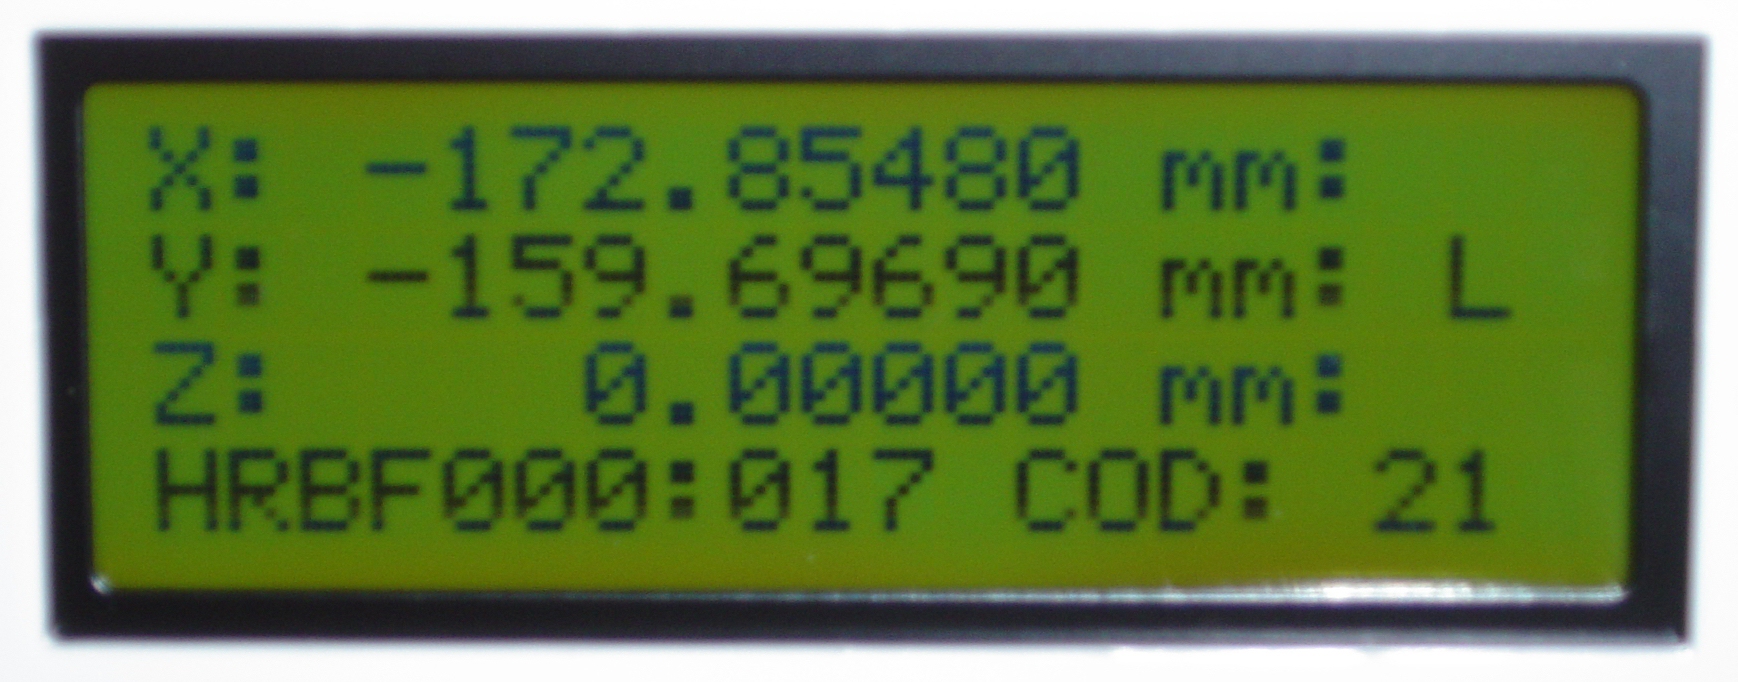 X: -172.85480 mm:
Y: -159.69690 mm: L
Z: 0.00000 mm:
HRBF000:017 COD: 21